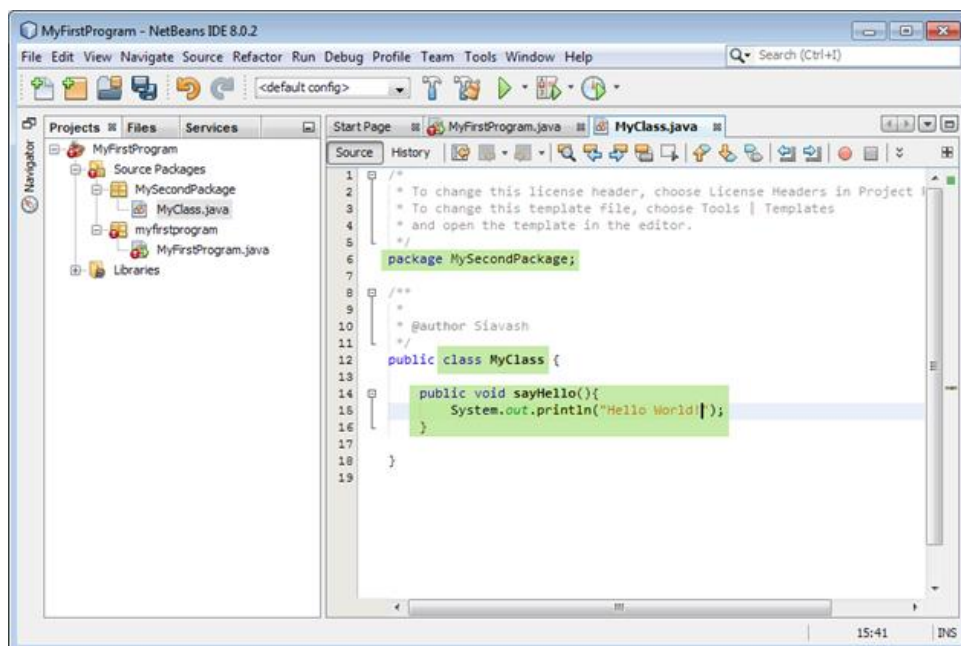 MyFirstProgram - NetBeans IDE 8.0.2
File Edit View Navigate Source Refactor Run Debug Profile Team Tools Window Help
Search (Ctrl+I)
<default config>
Navigator
Projects Files Services
MyFirstProgram
Source Packages
MySecondPackage
MyClass.java
myfirstprogram
MyFirstProgram.java
Libraries
Start Page MyFirstProgram.java MyClass.java
Source History
1 /*
2 * To change this license header, choose License Headers in Project
3 * To change this template file, choose Tools | Templates
4 * and open the template in the editor.
5 */
6 package MySecondPackage;
7
8 /**
9 *
10 * @author Siavash
11 */
12 public class MyClass {
13
14 public void sayHello(){
15 System.out.println("Hello World!");
16 }
17
18 }
19
15:41 INS